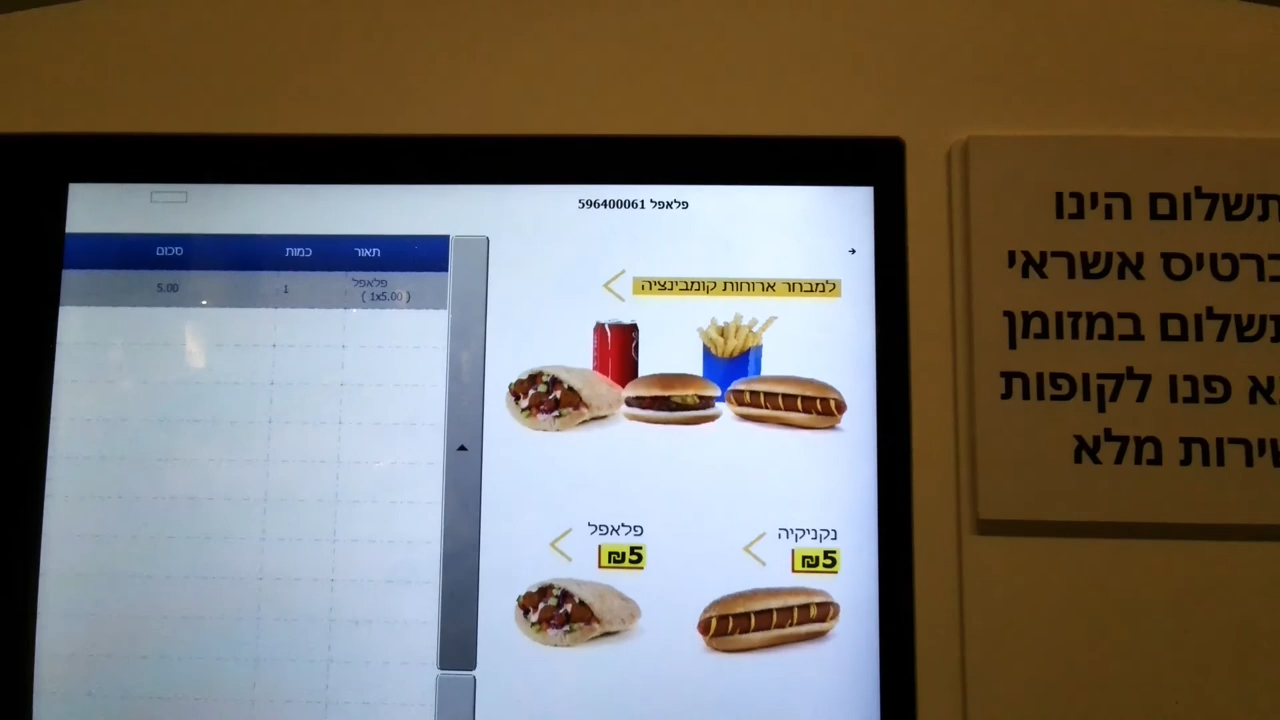 פלאפל 596400061
תאור כמות סכום
פלאפל 1 5.00
( 1x5.00 )
למבחר ארוחות קומבינציה
נקניקיה
₪5
פלאפל
₪5
תשלום הינו
כרטיס אשראי
תשלום במזומן
פנו לקופות
שירות מלא